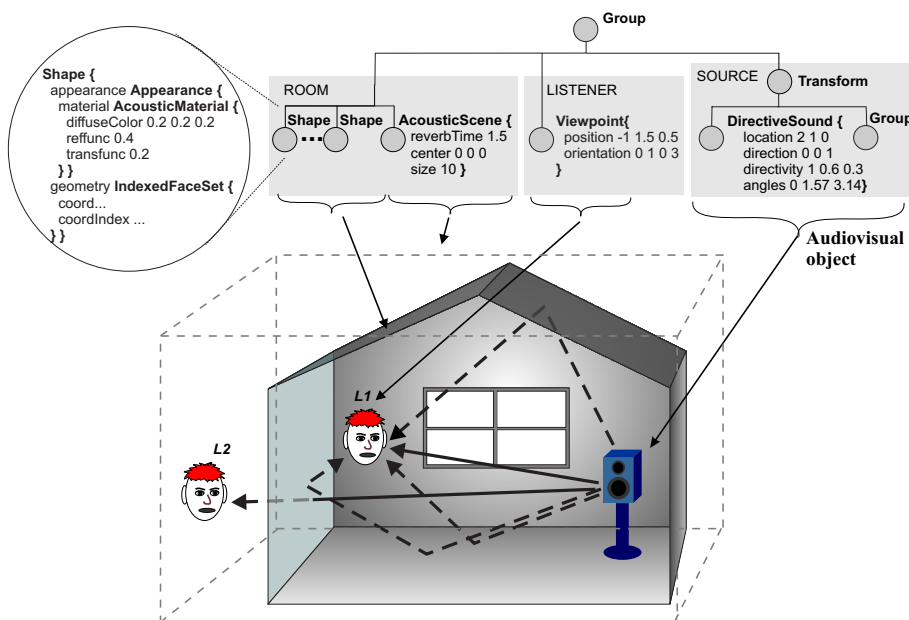 Group
SOURCE
Transform
ROOM
LISTENER
Shape {
appearance Appearance {
material AcousticMaterial {
diffuseColor 0.2 0.2 0.2
reffunc 0.4
transfunc 0.2
} }
geometry IndexedFaceSet {
coord...
coordIndex ...
} }
Shape
Shape
AcousticScene {
reverbTime 1.5
center 0 0 0
size 10 }
Viewpoint{
position -1 1.5 0.5
orientation 0 1 0 3
}
DirectiveSound {
location 2 1 0
direction 0 0 1
directivity 1 0.6 0.3
angles 0 1.57 3.14}
Group
Audiovisual
object
L1
L2